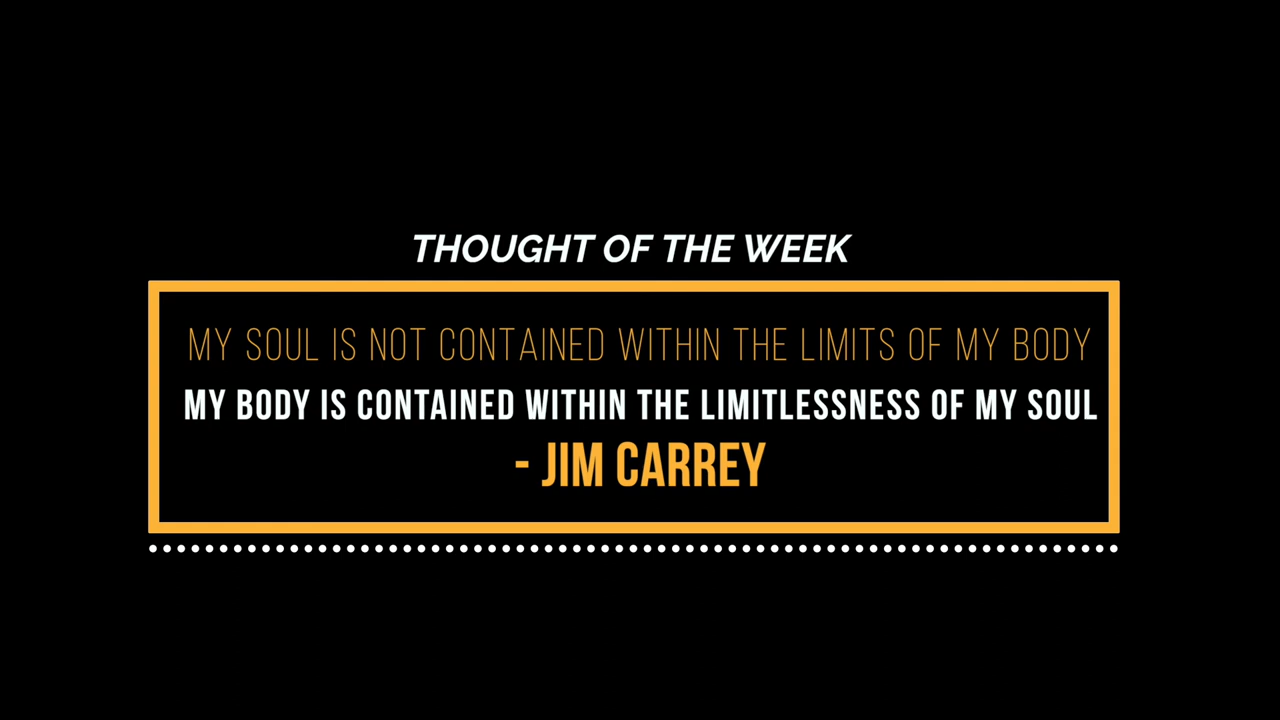 THOUGHT OF THE WEEK
MY SOUL IS NOT CONTAINED WITHIN THE LIMITS OF MY BODY
MY BODY IS CONTAINED WITHIN THE LIMITLESSNESS OF MY SOUL
- JIM CARREY